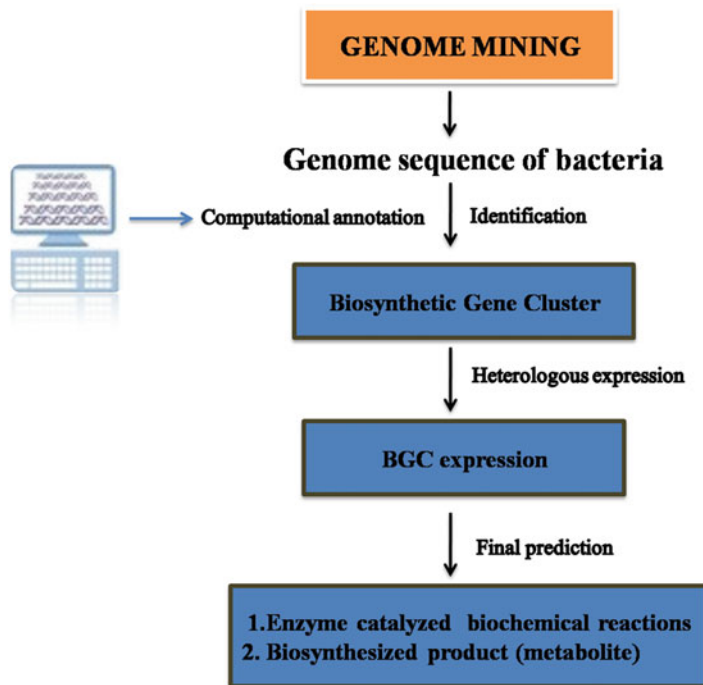 GENOME MINING
Genome sequence of bacteria
Computational annotation
Identification
Biosynthetic Gene Cluster
Heterologous expression
BGC expression
Final prediction
1.Enzyme catalyzed biochemical reactions
2. Biosynthesized product (metabolite)